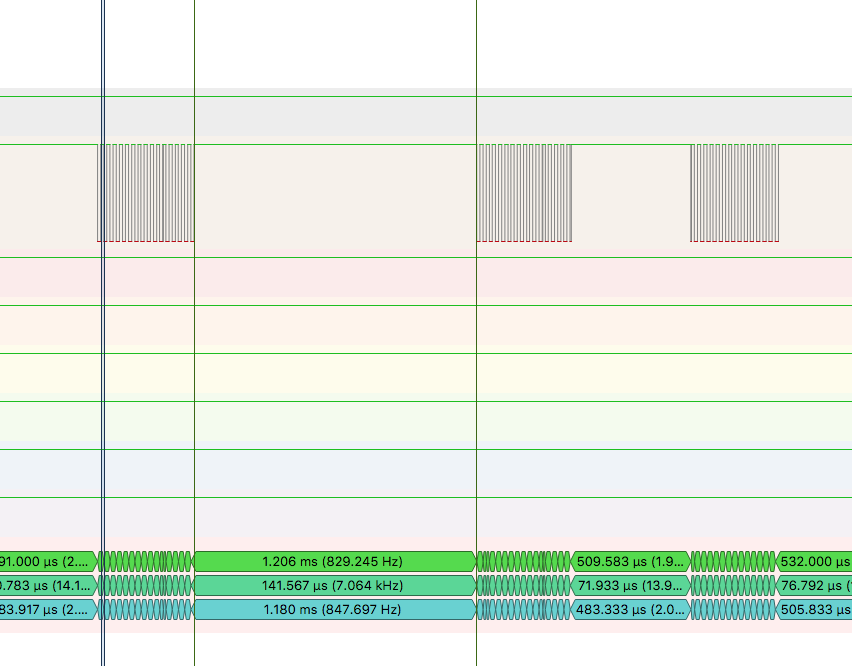 91.000 µs (2.... 1.206 ms (829.245 Hz) 509.583 µs (1.9... 532.000 µs
.783 µs (14.1... 141.567 µs (7.064 kHz) 71.933 µs (13.9... 76.792 µs
83.917 µs (2.... 1.180 ms (847.697 Hz) 483.333 µs (2.0... 505.833 µs